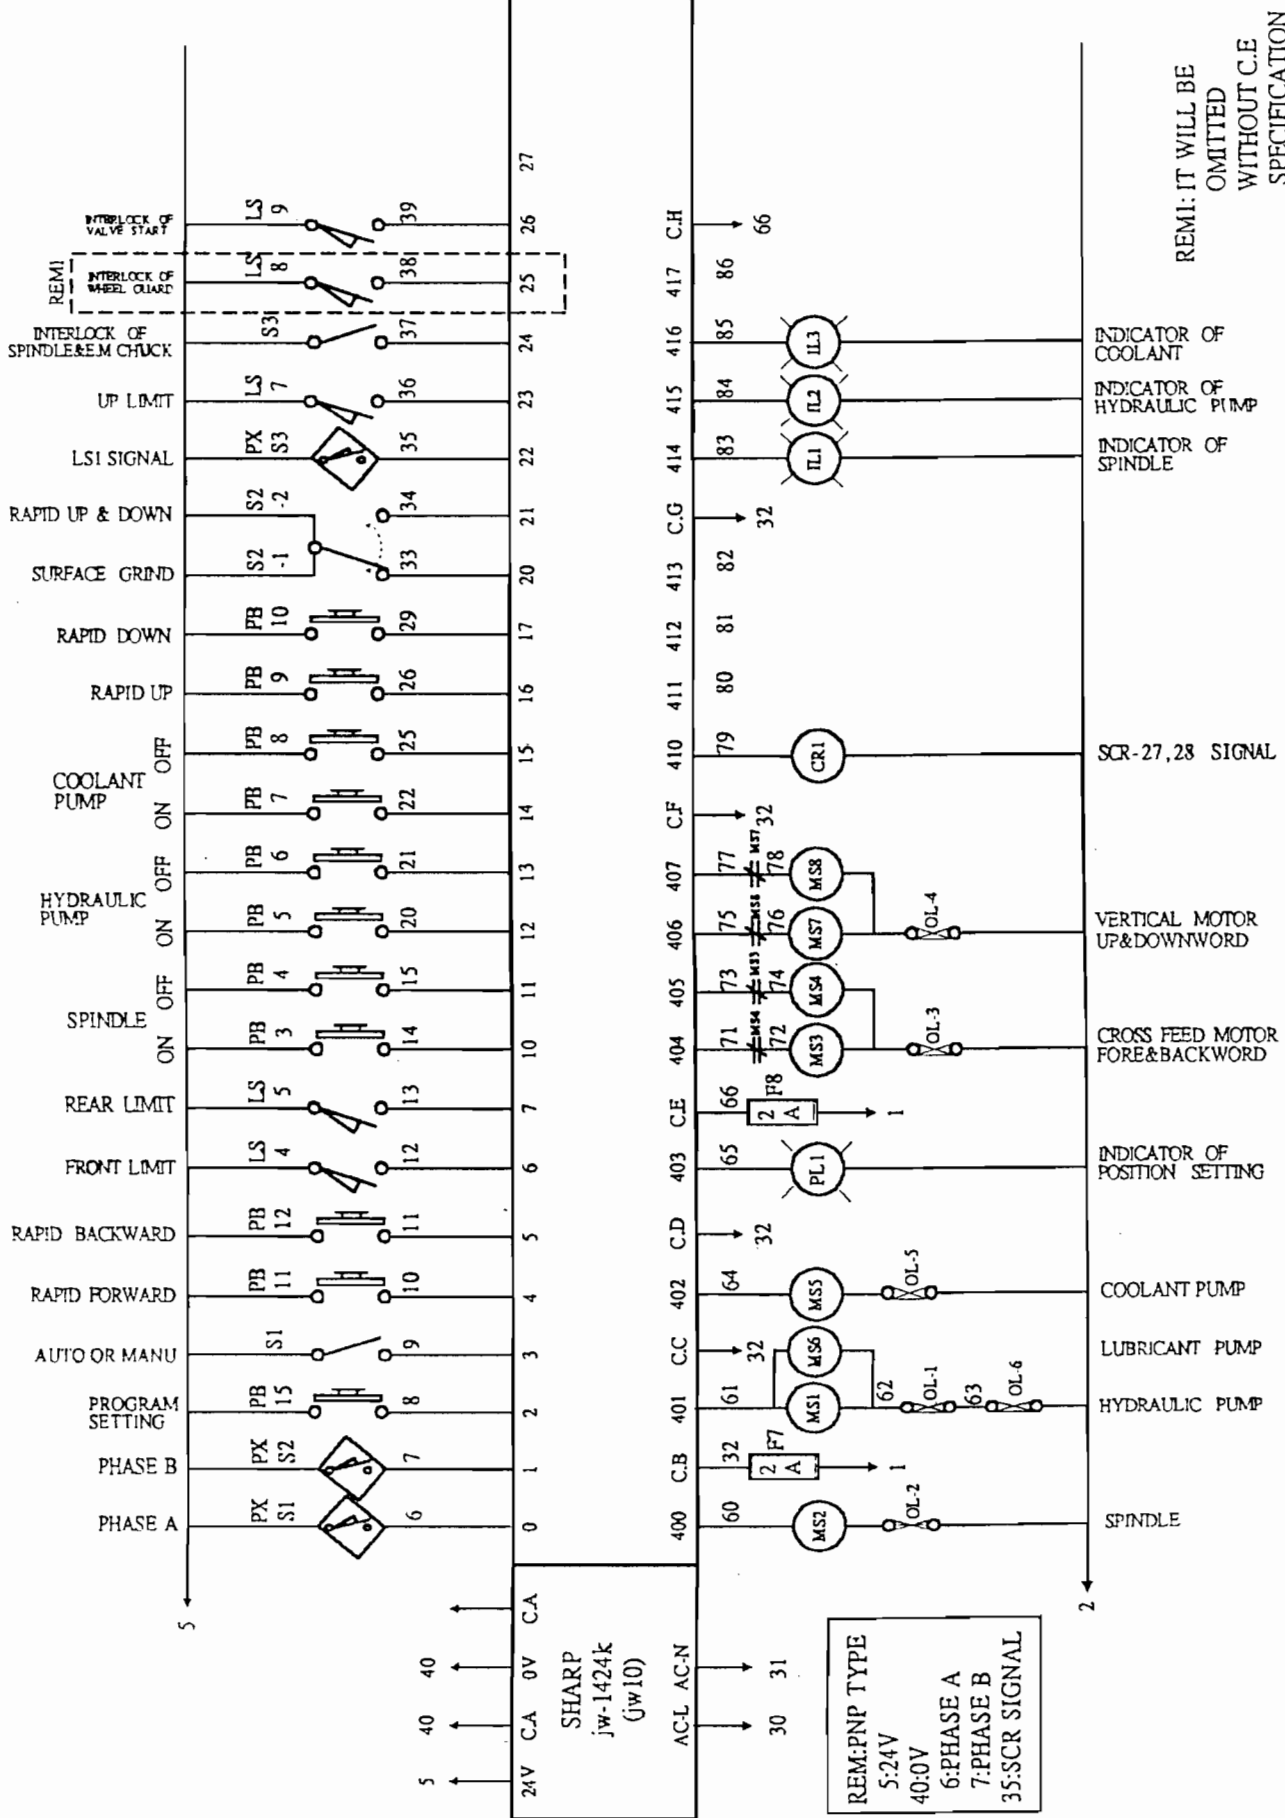 INTERLOCK OF
VALVE START
LS
9
39
26
27
REM1
INTERLOCK OF
WHEEL GUARD
LS
8
38
25
INTERLOCK OF
SPINDLE&E.M CHUCK
S3
37
24
UP LIMIT
LS
7
36
23
LS1 SIGNAL
PX
S3
35
22
RAPID UP & DOWN
S2
-2
34
21
SURFACE GRIND
S2
-1
33
20
RAPID DOWN
PB
10
29
17
RAPID UP
PB
9
26
16
COOLANT
PUMP
OFF
PB
8
25
15
ON
PB
7
22
14
HYDRAULIC
PUMP
OFF
PB
6
21
13
ON
PB
5
20
12
SPINDLE
OFF
PB
4
15
11
ON
PB
3
14
10
REAR LIMIT
LS
5
13
7
FRONT LIMIT
LS
4
12
6
RAPID BACKWARD
PB
12
11
5
RAPID FORWARD
PB
11
10
4
AUTO OR MANU
S1
9
3
PROGRAM
SETTING
PB
15
8
2
PHASE B
PX
S2
7
1
PHASE A
PX
S1
6
0
5
C.A
40
0V
40
C.A
5
24V
SHARP
jw-1424k
(jw10)
AC-N
31
AC-L
30
C.H
66
417
86
416
85
IL3
INDICATOR OF
COOLANT
415
84
IL2
INDICATOR OF
HYDRAULIC PUMP
414
83
IL1
INDICATOR OF
SPINDLE
C.G
32
413
82
412
81
411
80
410
79
CR1
SCR-27,28 SIGNAL
C.F
32
407
77
MS7
78
MS8
406
75
MS8
76
MS7
OL-4
VERTICAL MOTOR
UP&DOWNWORD
405
73
MS3
74
MS4
404
71
MS4
72
MS3
OL-3
CROSS FEED MOTOR
FORE&BACKWORD
C.E
66
F8
2
A
1
403
65
PL1
INDICATOR OF
POSITION SETTING
C.D
32
402
64
MS5
OL-5
COOLANT PUMP
C.C
32
MS6
LUBRICANT PUMP
401
61
MS1
62
OL-1
63
OL-6
HYDRAULIC PUMP
C.B
32
F7
2
A
1
400
60
MS2
OL-2
SPINDLE
2
REM:PNP TYPE
5:24V
40:0V
6:PHASE A
7:PHASE B
35:SCR SIGNAL
REM1: IT WILL BE
OMITTED
WITHOUT C.E
SPECIFICATION